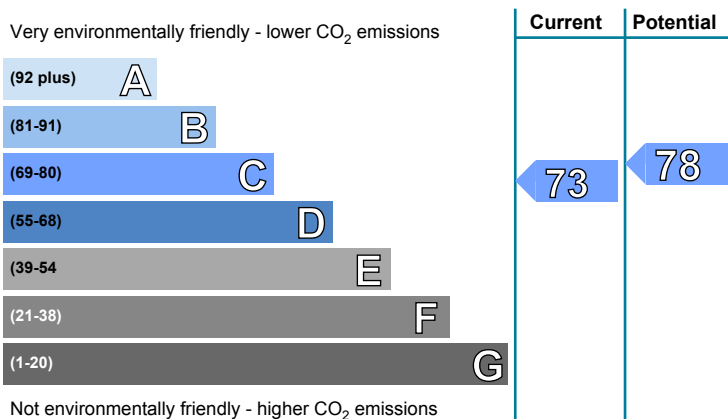 Current Potential
Very environmentally friendly - lower CO2 emissions
(92 plus) A
(81-91) B
(69-80) C
73 78
(55-68) D
(39-54 E
(21-38) F
(1-20) G
Not environmentally friendly - higher CO2 emissions